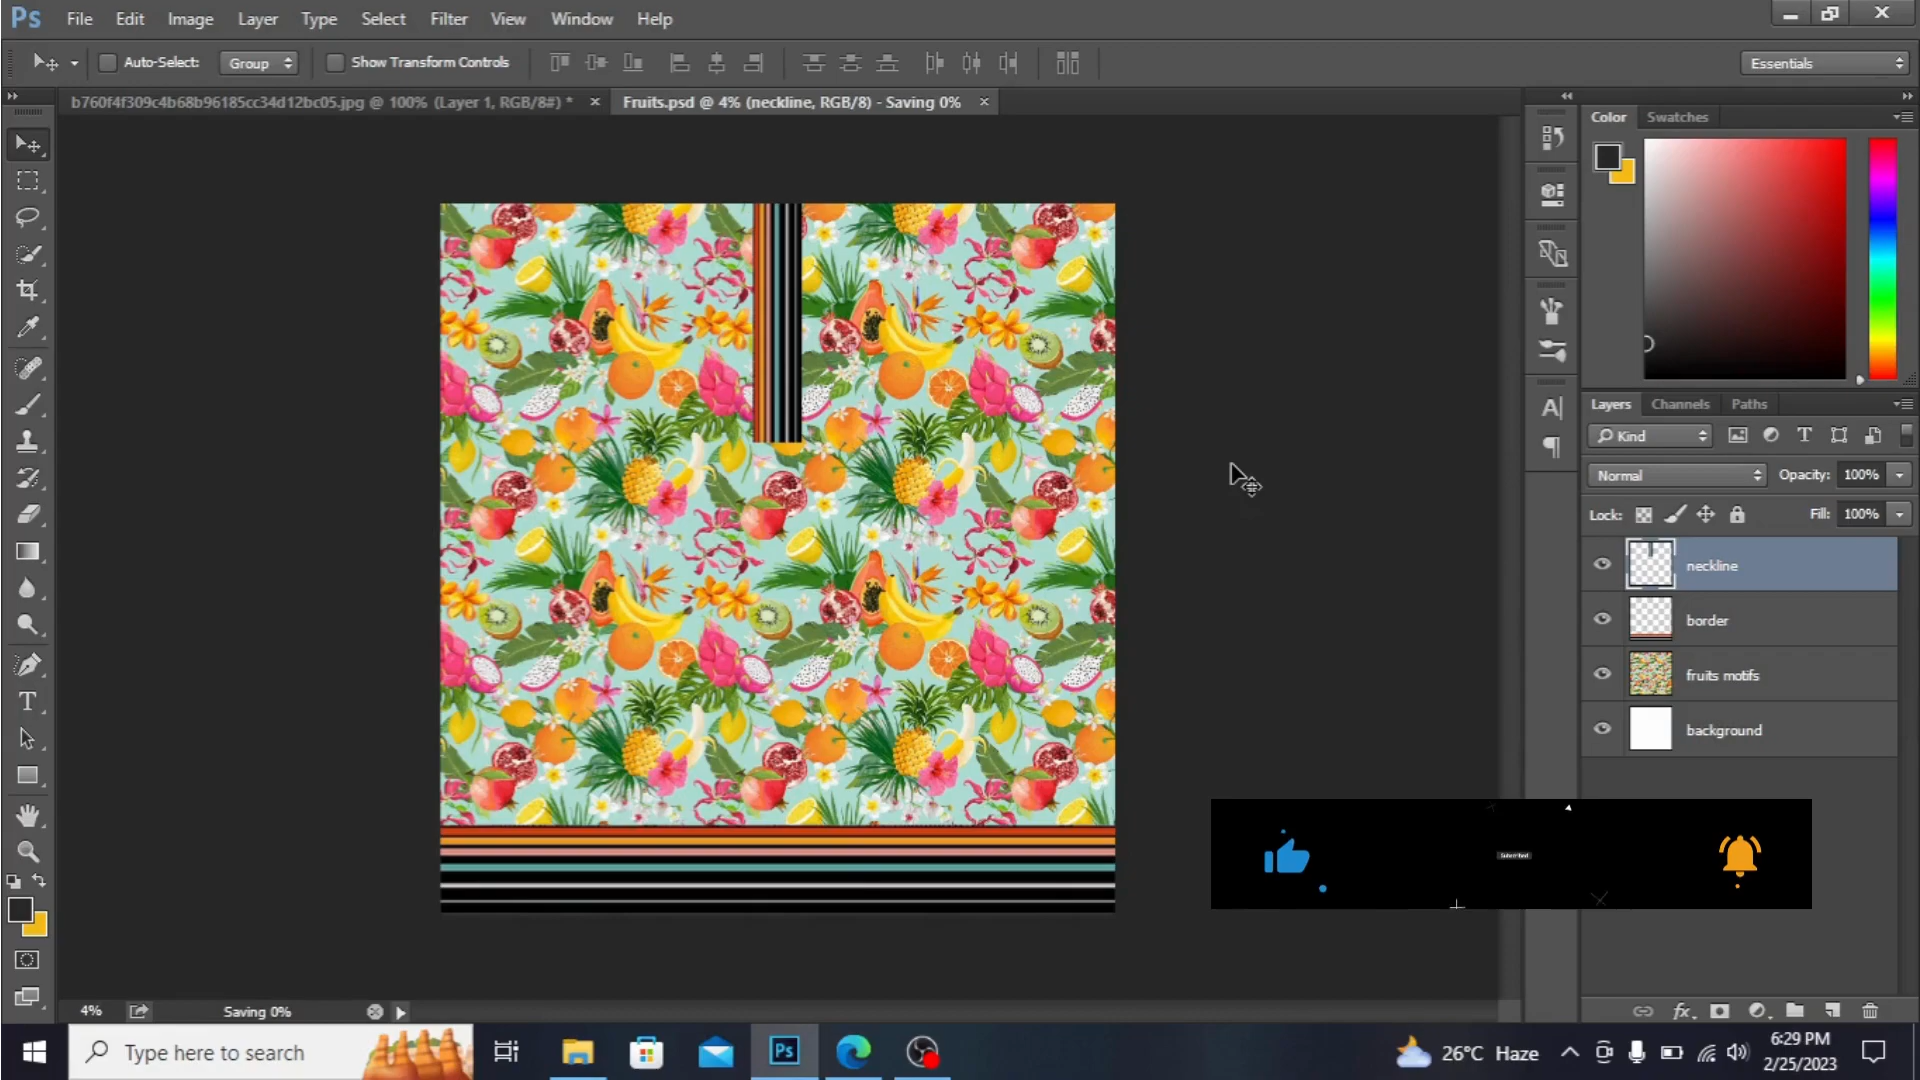 Ps File Edit Image Layer Type Select Filter View Window Help
Auto-Select: Group Show Transform Controls Essentials
b760f4f309c4b68b96185cc34d12bc05.jpg @ 100% (Layer 1, RGB/8#) * × Fruits.psd @ 4% (neckline, RGB/8) - Saving 0% ×
Color Swatches
Layers Channels Paths
Kind
Normal Opacity: 100%
Lock: Fill: 100%
neckline
border
fruits motifs
background
Subscribed
4% Saving 0%
Type here to search
Ps
26°C Haze
6:29 PM
2/25/2023